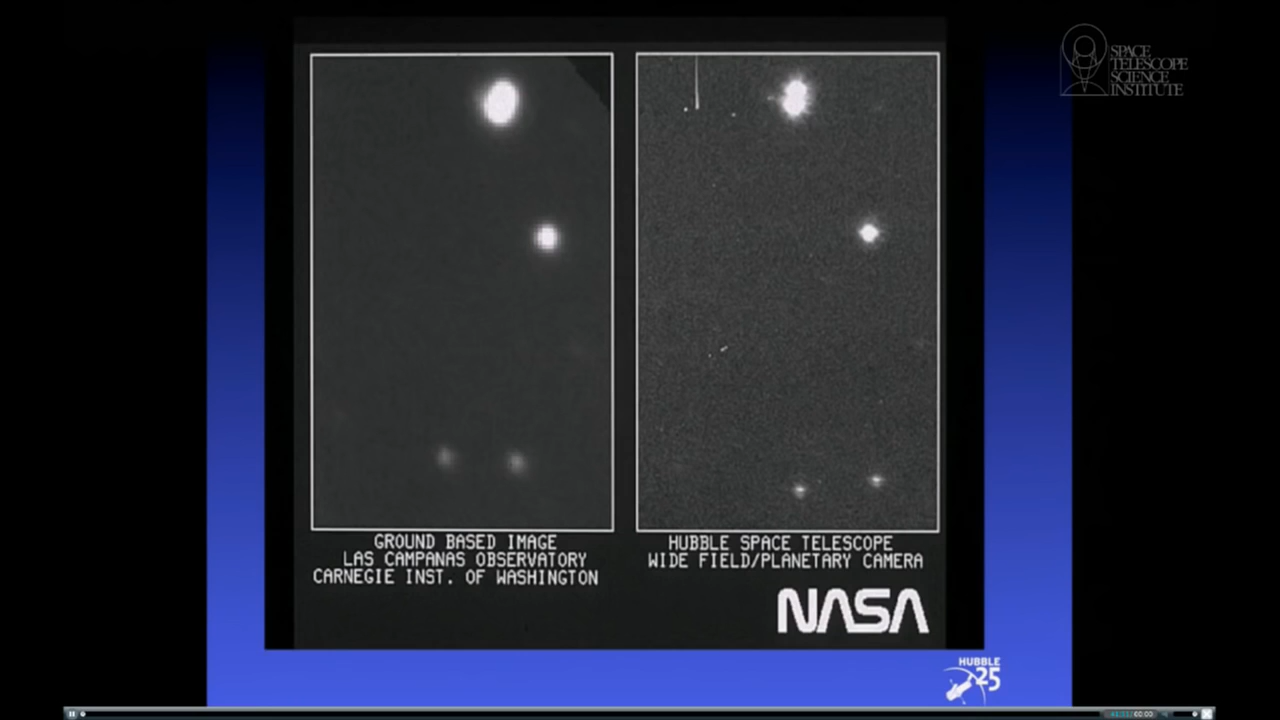 SPACE
TELESCOPE
SCIENCE
INSTITUTE
GROUND BASED IMAGE
LAS CAMPANAS OBSERVATORY
CARNEGIE INST. OF WASHINGTON
HUBBLE SPACE TELESCOPE
WIDE FIELD/PLANETARY CAMERA
NASA
HUBBLE
25